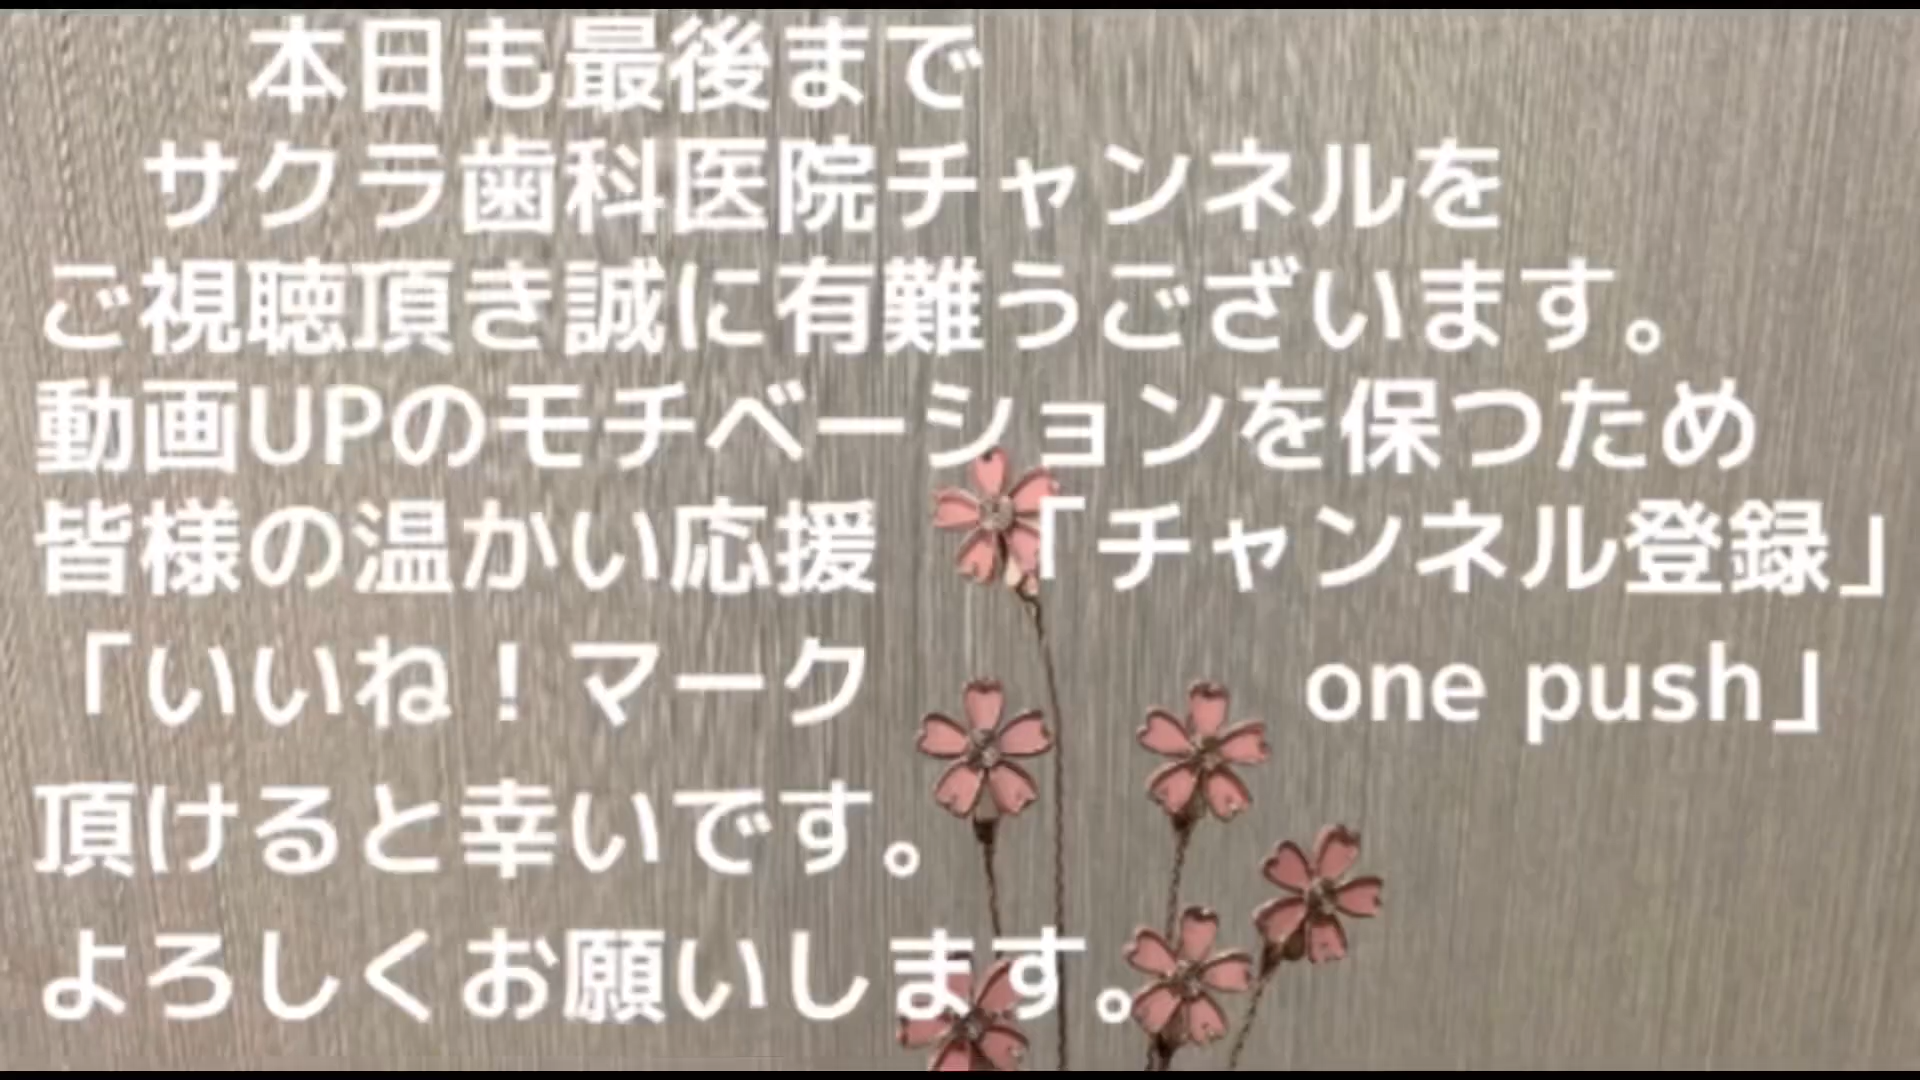 本日も最後まで
サクラ歯科医院チャンネルを
ご視聴頂き誠に有難うございます。
動画UPのモチベーションを保つため
皆様の温かい応援　「チャンネル登録」
「いいね！マーク　　　　one push」
頂けると幸いです。
よろしくお願いします。